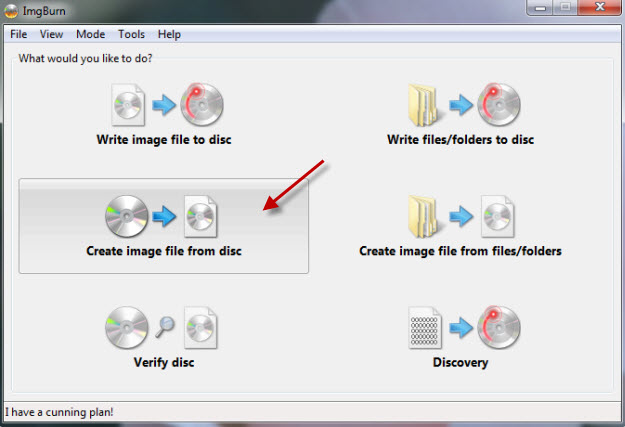 ImgBurn
File View Mode Tools Help
What would you like to do?
Write image file to disc
Write files/folders to disc
Create image file from disc
Create image file from files/folders
Verify disc
Discovery
I have a cunning plan!